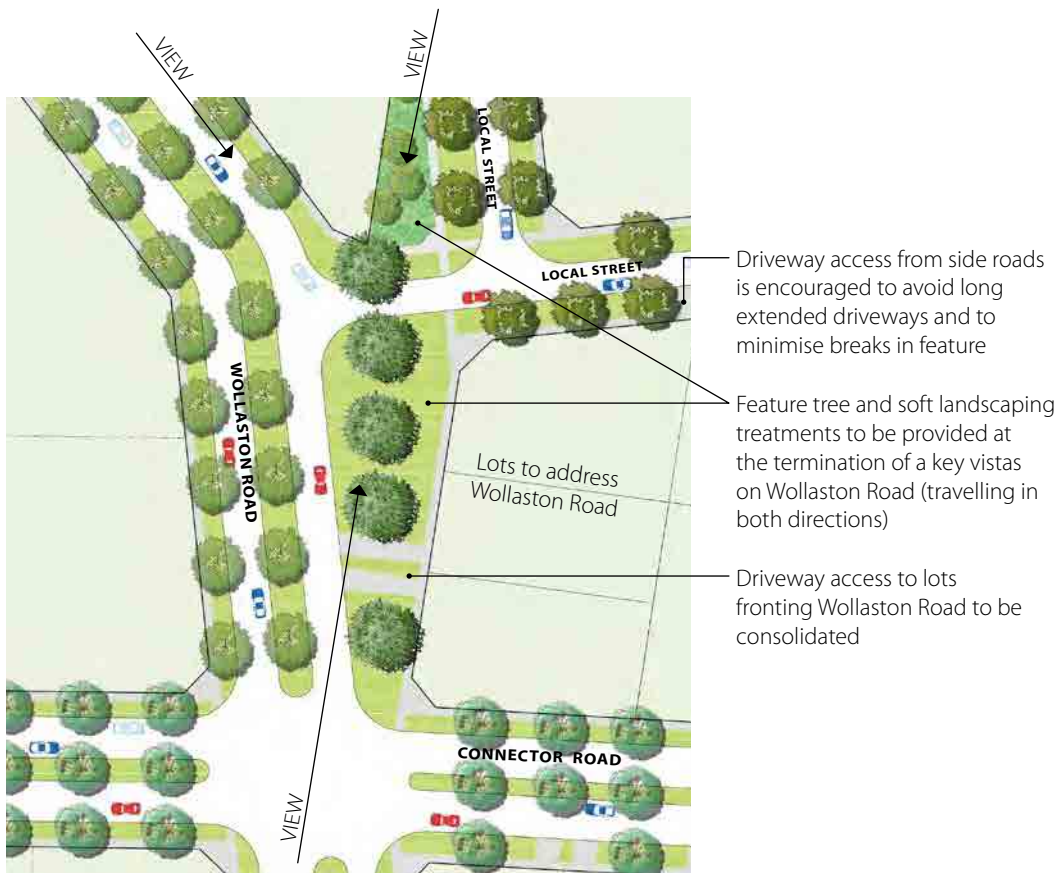 VIEW
VIEW
LOCAL STREET
LOCAL STREET
Driveway access from side roads
is encouraged to avoid long
extended driveways and to
minimise breaks in feature
WOLLASTON ROAD
Feature tree and soft landscaping
treatments to be provided at
the termination of a key vistas
on Wollaston Road (travelling in
both directions)
Lots to address
Wollaston Road
Driveway access to lots
fronting Wollaston Road to be
consolidated
CONNECTOR ROAD
VIEW